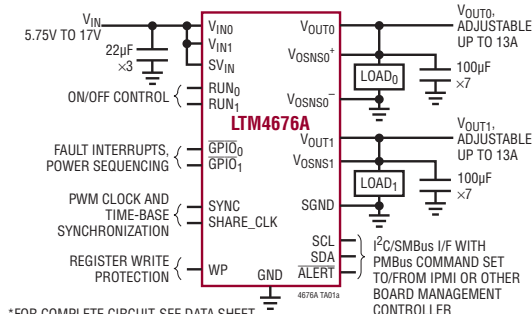 VIN
5.75V TO 17V
22µF
×3
ON/OFF CONTROL
FAULT INTERRUPTS,
POWER SEQUENCING
PWM CLOCK AND
TIME-BASE
SYNCHRONIZATION
REGISTER WRITE
PROTECTION
VIN0
VIN1
SVIN
RUN0
RUN1
GPIO0
GPIO1
SYNC
SHARE_CLK
WP
LTM4676A
GND
VOUT0
VOSNS0+
VOSNS0−
VOUT1
VOSNS1
SGND
SCL
SDA
ALERT
4676A TA01a
LOAD0
LOAD1
VOUT0,
ADJUSTABLE
UP TO 13A
100µF
×7
VOUT1,
ADJUSTABLE
UP TO 13A
100µF
×7
I2C/SMBus I/F WITH
PMBus COMMAND SET
TO/FROM IPMI OR OTHER
BOARD MANAGEMENT
CONTROLLER
*FOR COMPLETE CIRCUIT, SEE DATA SHEET